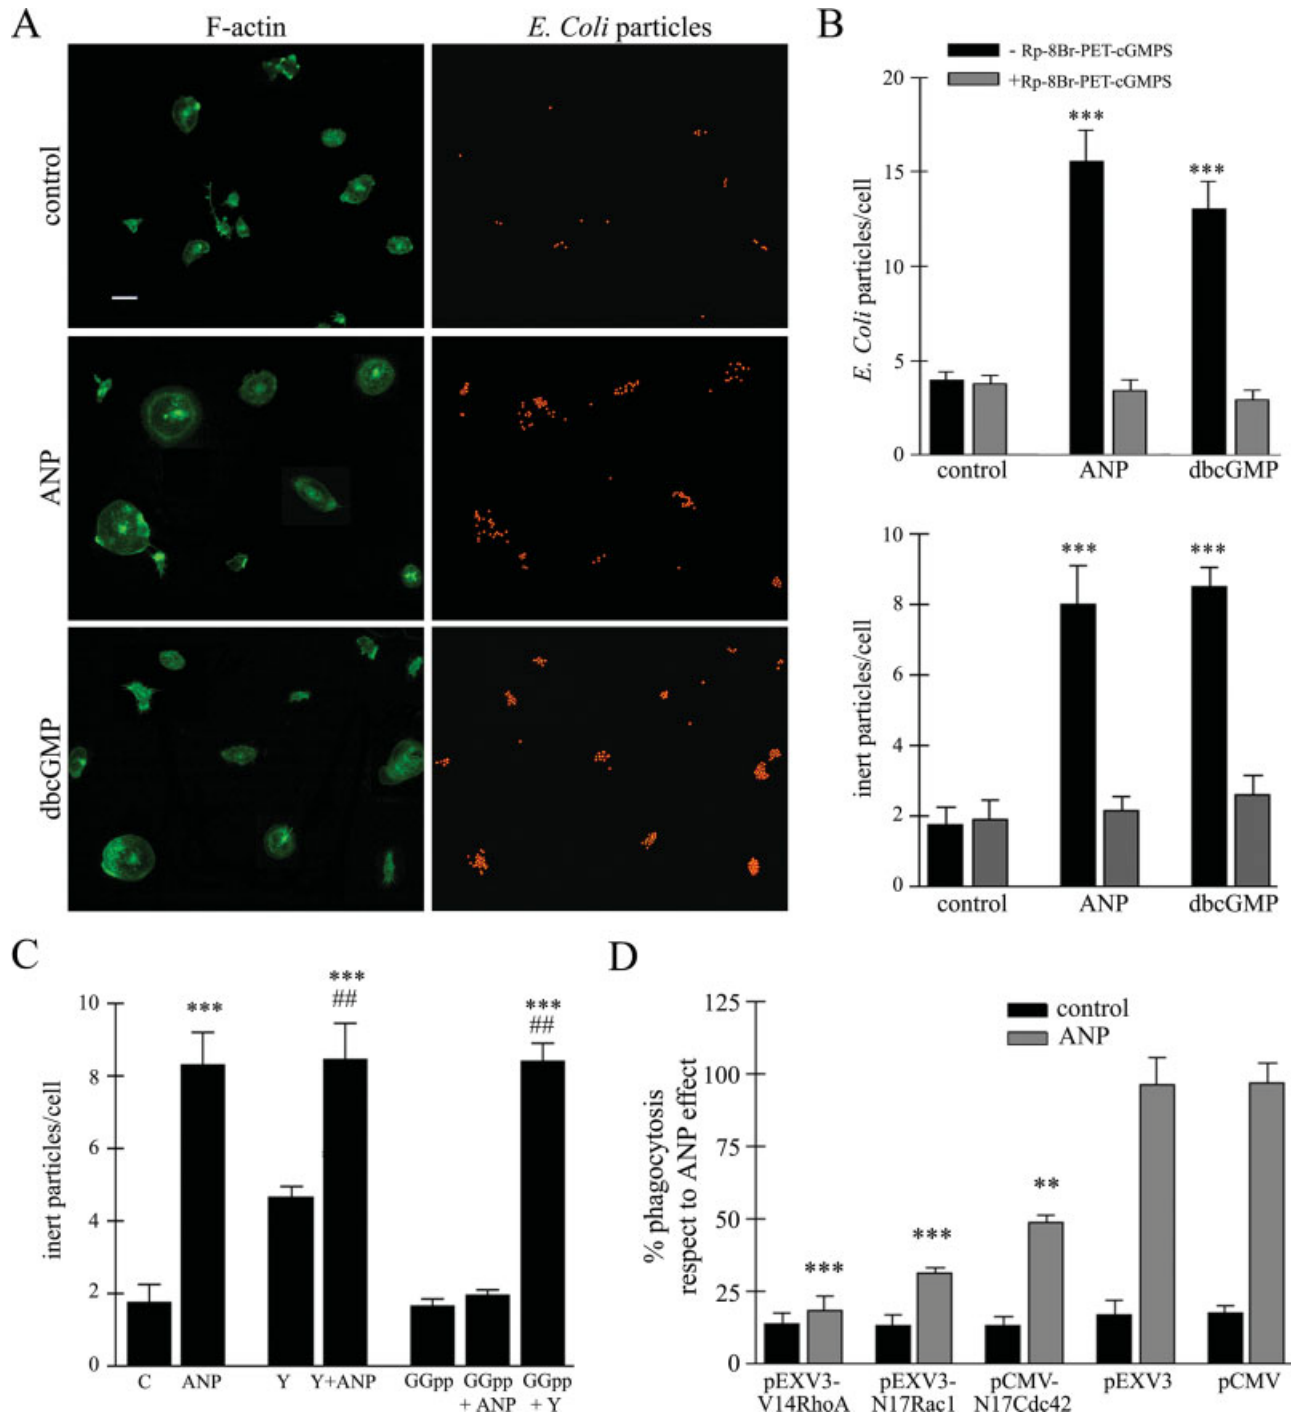 A
F-actin
E. Coli particles
control
ANP
dbcGMP
B
- Rp-8Br-PET-cGMPS
+Rp-8Br-PET-cGMPS
E. Coli particles/cell
20
15
10
5
0
***
***
control
ANP
dbcGMP
inert particles/cell
10
8
6
4
2
0
***
***
control
ANP
dbcGMP
C
inert particles/cell
10
8
6
4
2
0
***
***
##
***
##
C
ANP
Y
Y+ANP
GGpp
GGpp
+ ANP
GGpp
+ Y
D
control
ANP
% phagocytosis
respect to ANP effect
125
100
75
50
25
0
***
***
**
pEXV3-
V14RhoA
pEXV3-
N17Rac1
pCMV-
N17Cdc42
pEXV3
pCMV